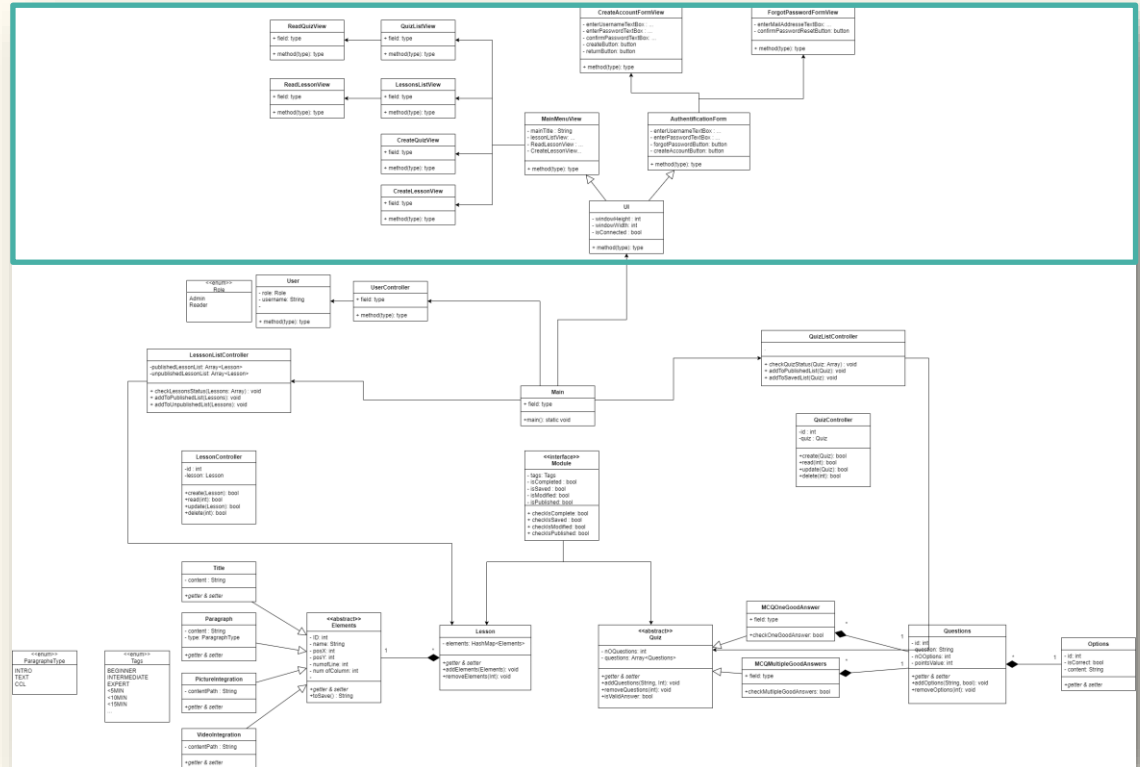 ReadQuizView
+ field: type
+ method(type): type
QuizListView
+ field: type
+ method(type): type
CreateAccountFormView
- enterUsernameTextBox : ...
- enterPasswordTextBox : ...
- confirmPasswordTextBox : ...
- createButton: button
- returnButton: button
+ method(type): type
ForgotPasswordFormView
- enterMailAddresseTextBox : ...
- confirmPasswordResetButton: button
+ method(type): type
ReadLessonView
+ field: type
+ method(type): type
LessonsListView
+ field: type
+ method(type): type
CreateQuizView
+ field: type
+ method(type): type
CreateLessonView
+ field: type
+ method(type): type
MainMenuView
- mainTitle : String
- lessonListView : ...
- ReadLessonView : ...
- CreateLessonView...
+ method(type): type
AuthentificationForm
- enterUsernameTextBox : ...
- enterPasswordTextBox : ...
- forgotPasswordButton: button
- createAccountButton: button
+ method(type): type
UI
- windowHeight : int
- windowWidth: int
- isConnected : bool
+ method(type): type
<<enum>>
Role
Admin
Reader
User
- role: Role
- username: String
-
+ method(type): type
UserController
+ field: type
+ method(type): type
LesssonListController
-publishedLessonList: Array<Lesson>
-unpublishedLessonList: Array<Lesson>
+ checkLessonsStatus(Lessons: Array) : void
+ addToPublishedList(Lessons): void
+ addToUnpublishedList(Lessons): void
Main
+ field: type
+main(): static void
QuizListController
+ checkQuizStatus(Quiz: Array) : void
+ addToPublishedList(Quiz): void
+ addToSavedList(Quiz): void
QuizController
-id : int
-quiz : Quiz
+create(Quiz): bool
+read(int): bool
+update(Quiz): bool
+delete(int): bool
LessonController
-id : int
-lesson: Lesson
+create(Lesson): bool
+read(int): bool
+update(Lesson): bool
+delete(int): bool
<<interface>>
Module
- tags: Tags
- isCompleted : bool
- isSaved : bool
- isModified: bool
- isPublished: bool
+ checkIsComplete: bool
+ checkIsSaved : bool
+ checkIsModified: bool
+ checkIsPublished: bool
Title
- content : String
+getter & setter
Paragraph
- content : String
- type: ParagraphType
+getter & setter
PictureIntegration
- contentPath : String
+getter & setter
VideoIntegration
- contentPath : String
+getter & setter
<<enum>>
ParagrapheType
INTRO
TEXT
CCL
<<enum>>
Tags
BEGINNER
INTERMEDIATE
EXPERT
<5MIN
<10MIN
<15MIN
...
<<abstract>>
Elements
- ID: int
- name: String
- posX: int
- posY: int
- numofLine: int
- num ofColumn: int
-
+getter & setter
+toSave() : String
1
*
Lesson
- elements: HashMap<Elements>
+getter & setter
+addElements(Elements): void
+removeElements(int): void
<<abstract>>
Quiz
- nOQuestions: int
- questions: Array<Questions>
+getter & setter
+addQuestions(String, Int): void
+removeQuestions(int): void
+isValidAnswer: bool
MCQOneGoodAnswer
+ field: type
+checkOneGoodAnswer: bool
MCQMultipleGoodAnswers
+ field: type
+checkMultipleGoodAnswers: bool
*
1
*
1
Questions
- id: int
- question: String
- nOOptions: int
- pointsValue: int
+getter & setter
+addOptions(String, bool): void
+removeOptions(int): void
*
1
Options
- id: int
- isCorrect: bool
- content: String
+getter & setter